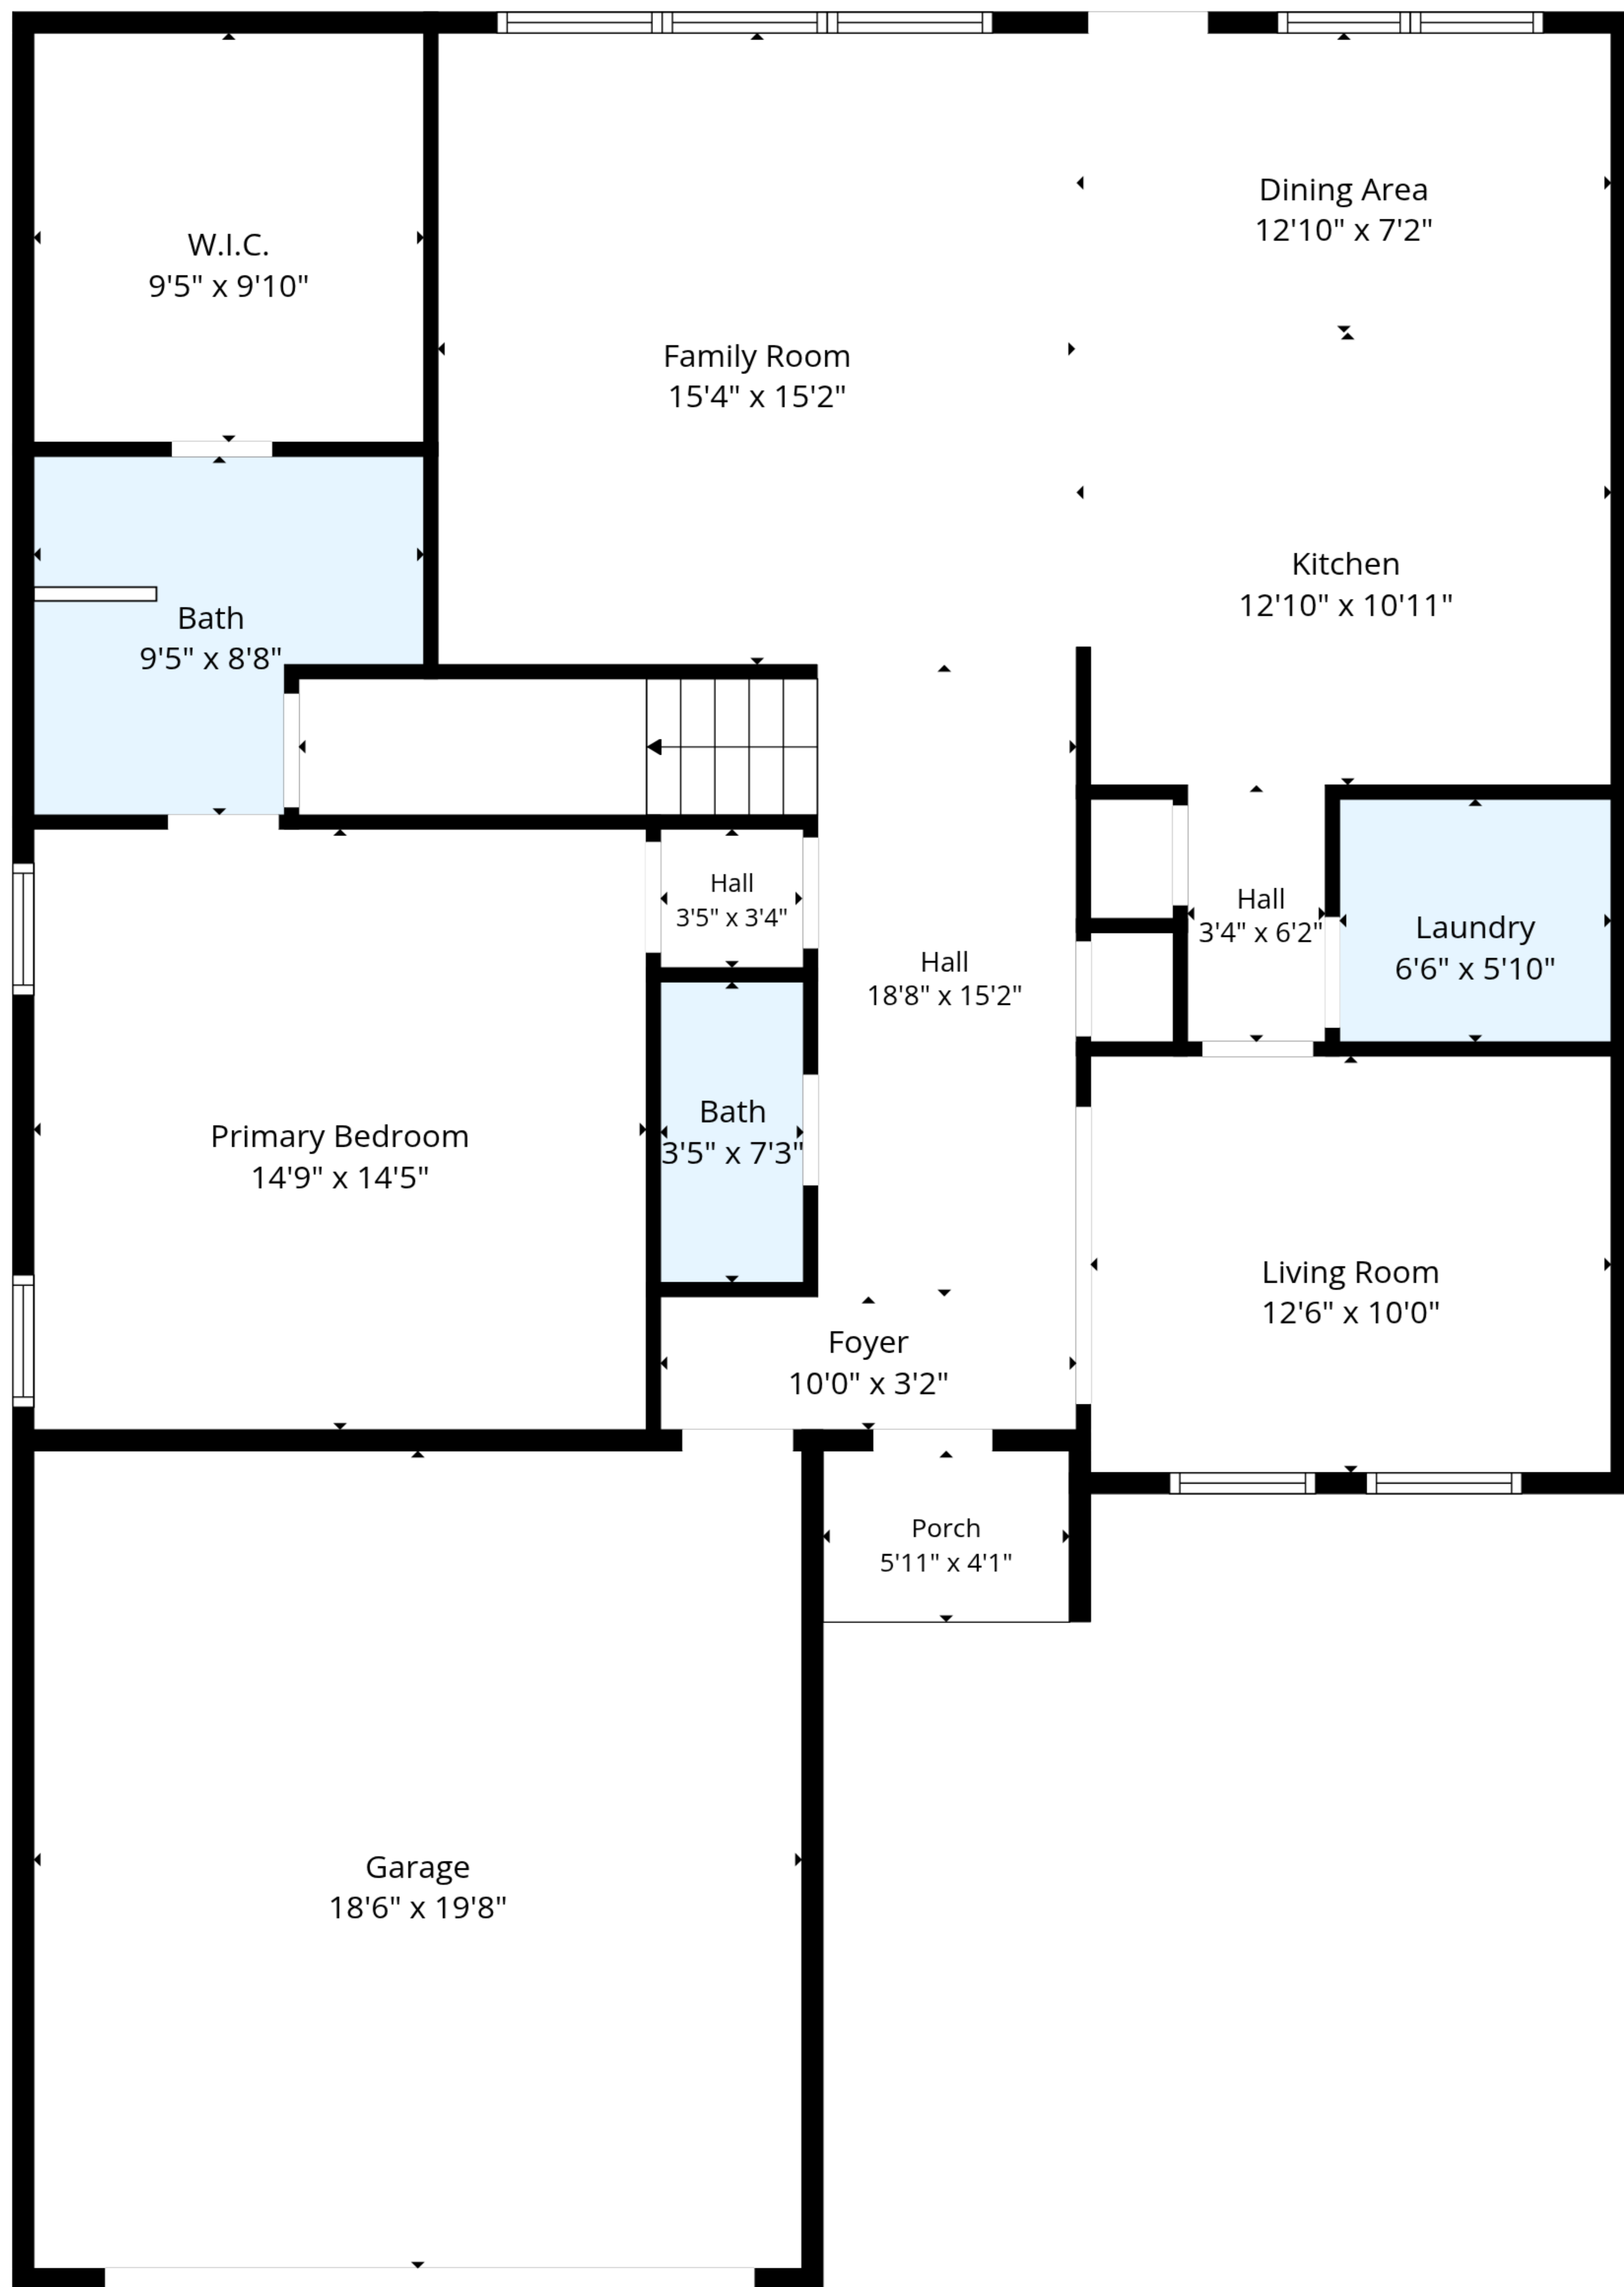 Dining Area
12'10" x 7'2"
W.I.C.
9'5" x 9'10"
Family Room
15'4" x 15'2"
Kitchen
12'10" x 10'11"
Bath
9'5" x 8'8"
Hall
3'5" x 3'4"
Hall
3'4" x 6'2"
Laundry
6'6" x 5'10"
Hall
18'8" x 15'2"
Bath
3'5" x 7'3"
Primary Bedroom
14'9" x 14'5"
Living Room
12'6" x 10'0"
Foyer
10'0" x 3'2"
Porch
5'11" x 4'1"
Garage
18'6" x 19'8"